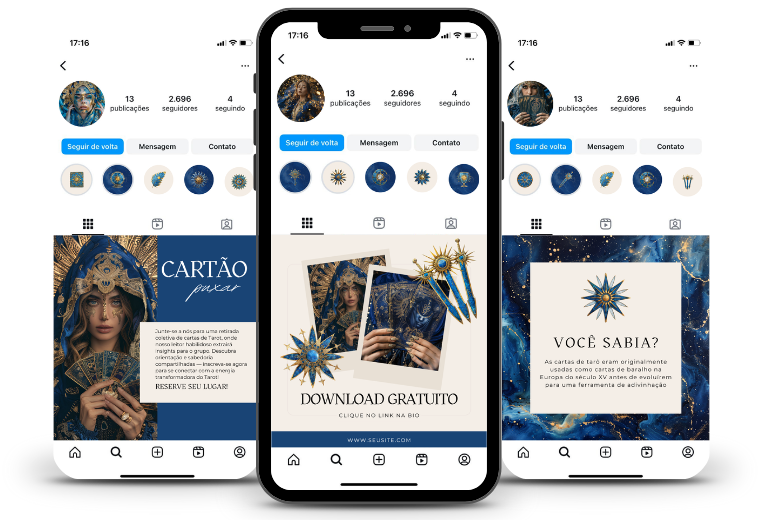 17:16
13
2.696
4
publicações
seguidores
seguindo
Seguir de volta
Mensagem
Contato
CARTÃO
puxar
Junte-se a nós para uma retirada
coletiva de cartas de Tarot, onde
nosso leitor habilidoso extrairá
insights para o grupo. Descubra
orientação e sabedoria
compartilhadas — inscreva-se agora
para se conectar com a energia
transformadora do Tarot!
RESERVE SEU LUGAR!
17:16
13
2.696
4
publicações
seguidores
seguindo
Seguir de volta
Mensagem
Contato
DOWNLOAD GRATUITO
CLIQUE NO LINK NA BIO
WWW.SEUSITE.COM
17:16
13
2.696
4
publicações
seguidores
seguindo
Seguir de volta
Mensagem
Contato
VOCÊ SABIA?
As cartas de tarô eram originalmente
usadas como cartas de baralho na
Europa do século XV antes de evoluírem
para uma ferramenta de adivinhação